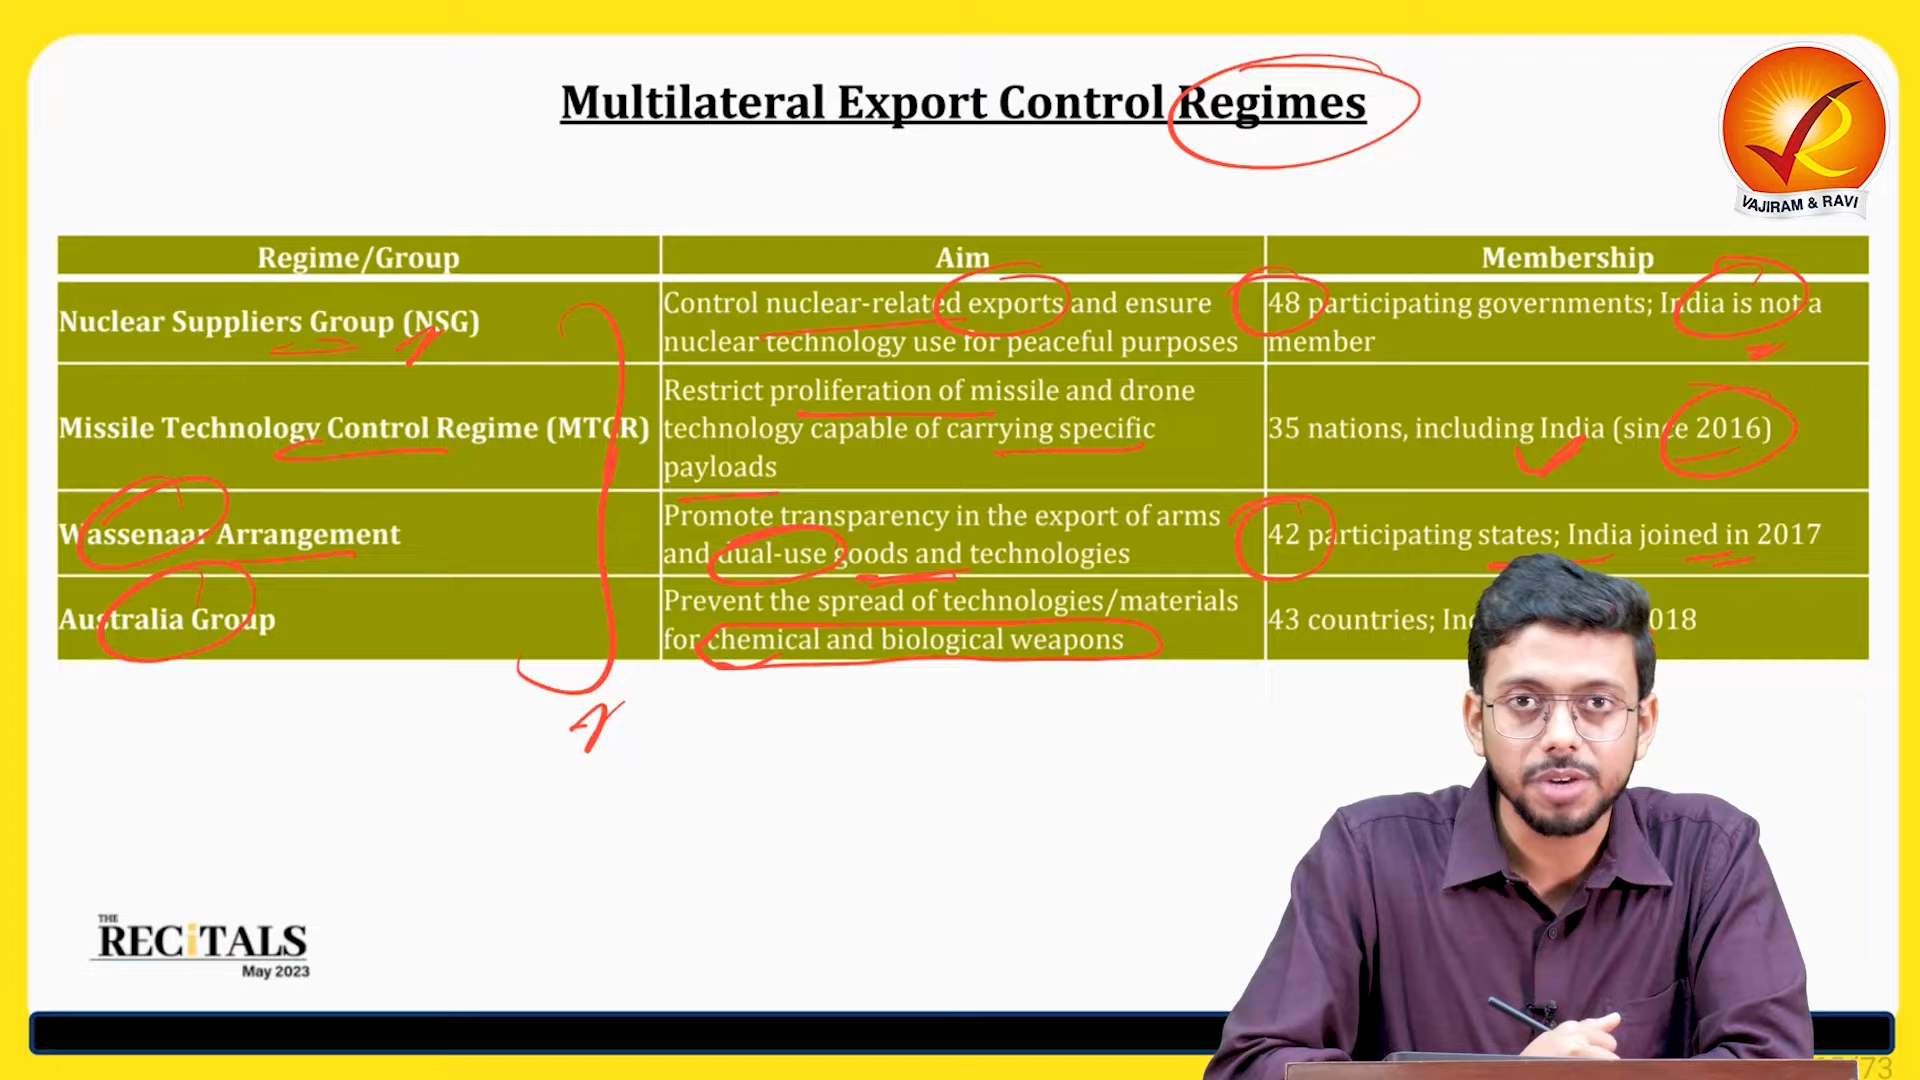 Multilateral Export Control Regimes
VAJIRAM & RAVI
Regime/Group
Aim
Membership
Nuclear Suppliers Group (NSG)
Control nuclear-related exports and ensure
nuclear technology use for peaceful purposes
48 participating governments; India is not a
member
Missile Technology Control Regime (MTCR)
Restrict proliferation of missile and drone
technology capable of carrying specific
payloads
35 nations, including India (since 2016)
Wassenaar Arrangement
Promote transparency in the export of arms
and dual-use goods and technologies
42 participating states; India joined in 2017
Australia Group
Prevent the spread of technologies/materials
for chemical and biological weapons
43 countries; 018
THE
RECiTALS
May 2023
/73